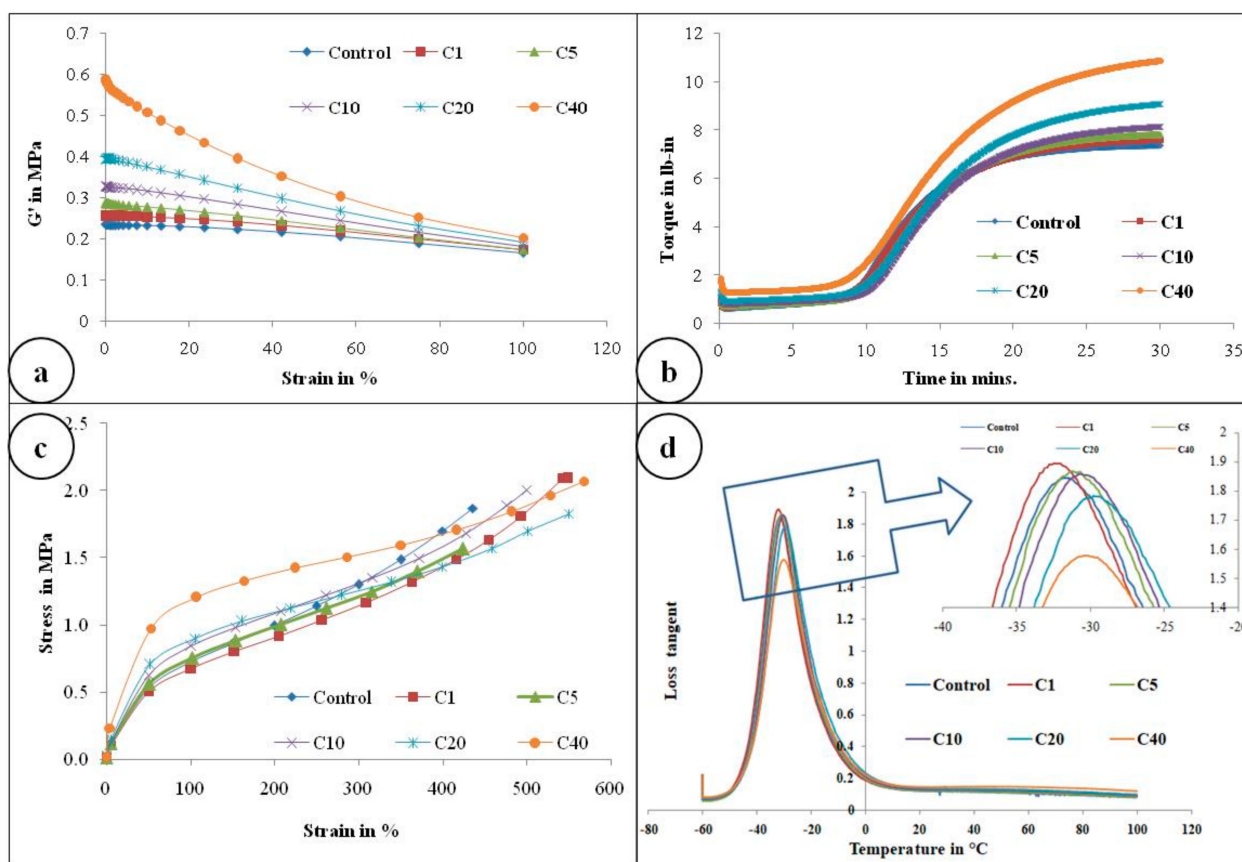 Control C1 C5
C10 C20 C40
0.7
0.6
0.5
0.4
0.3
0.2
0.1
0
G' in MPa
0 20 40 60 80 100 120
Strain in %
a
12
10
8
6
4
2
0
Torque in lb-in
Control C1
C5 C10
C20 C40
0 5 10 15 20 25 30 35
Time in mins.
b
c
2.5
2.0
1.5
1.0
0.5
0.0
Stress in MPa
Control C1 C5
C10 C20 C40
0 100 200 300 400 500 600
Strain in %
d
Control C1 C5
C10 C20 C40
2
1.9
1.8
1.7
1.6
1.5
1.4
-40 -35 -30 -25 -20
2
1.8
1.6
1.4
1.2
1
0.8
0.6
0.4
0.2
0
Loss tangent
Control C1 C5
C10 C20 C40
-80 -60 -40 -20 0 20 40 60 80 100 120
Temperature in °C